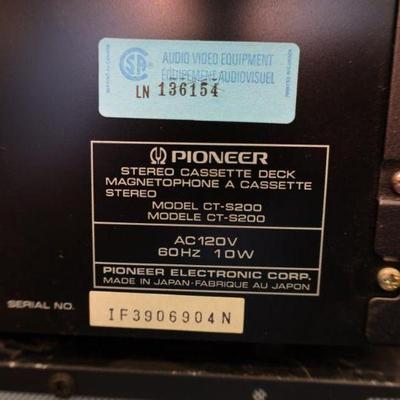 AUDIO VIDEO EQUIPMENT
ÉQUIPEMENT AUDIOVISUEL
LN 136154
PIONEER
STEREO CASSETTE DECK
MAGNETOPHONE A CASSETTE
STEREO
MODEL CT-S200
MODELE CT-S200
AC120V
60Hz 10W
PIONEER ELECTRONIC CORP.
MADE IN JAPAN-FABRIQUE AU JAPON
SERIAL NO.
IF3906904N